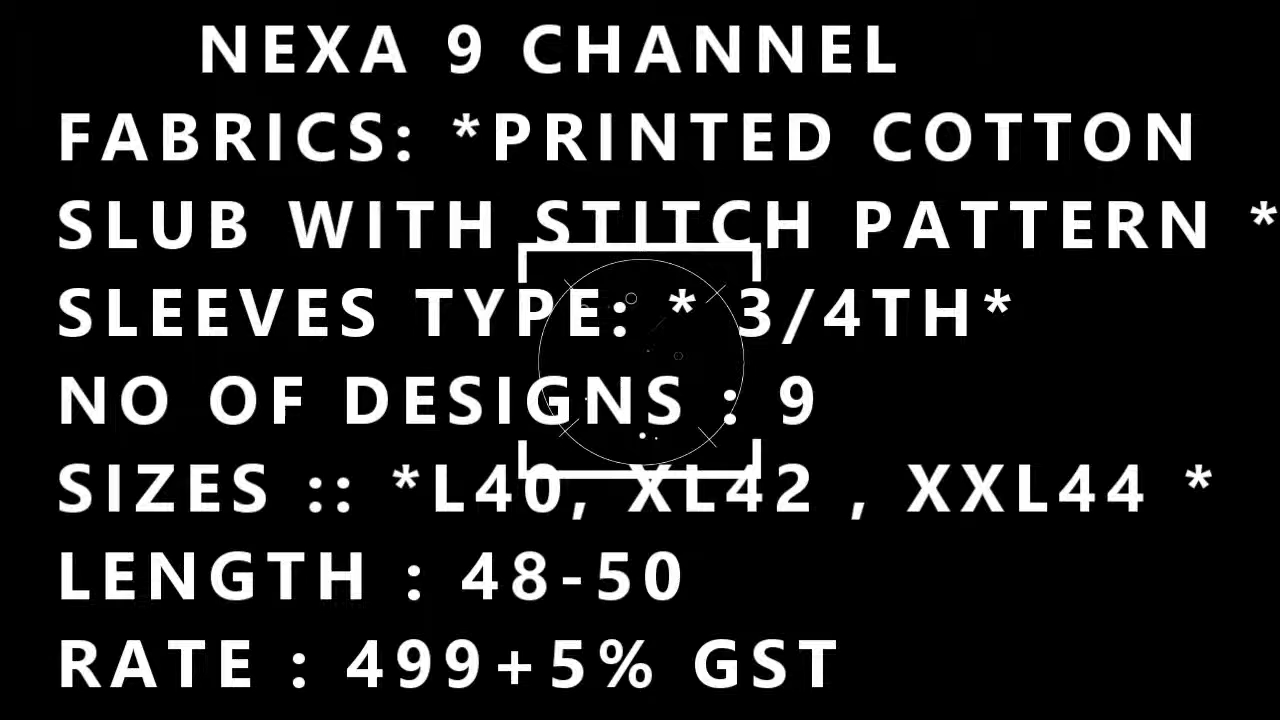 NEXA 9 CHANNEL
FABRICS: *PRINTED COTTON
SLUB WITH STITCH PATTERN *
SLEEVES TYPE: * 3/4TH*
NO OF DESIGNS : 9
SIZES :: *L40, XL42 , XXL44 *
LENGTH : 48-50
RATE : 499+5% GST